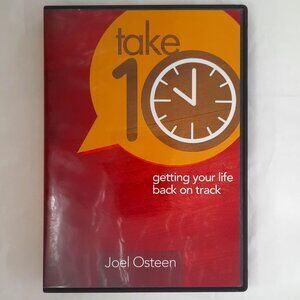 take
10
getting your life
back on track
Joel Osteen